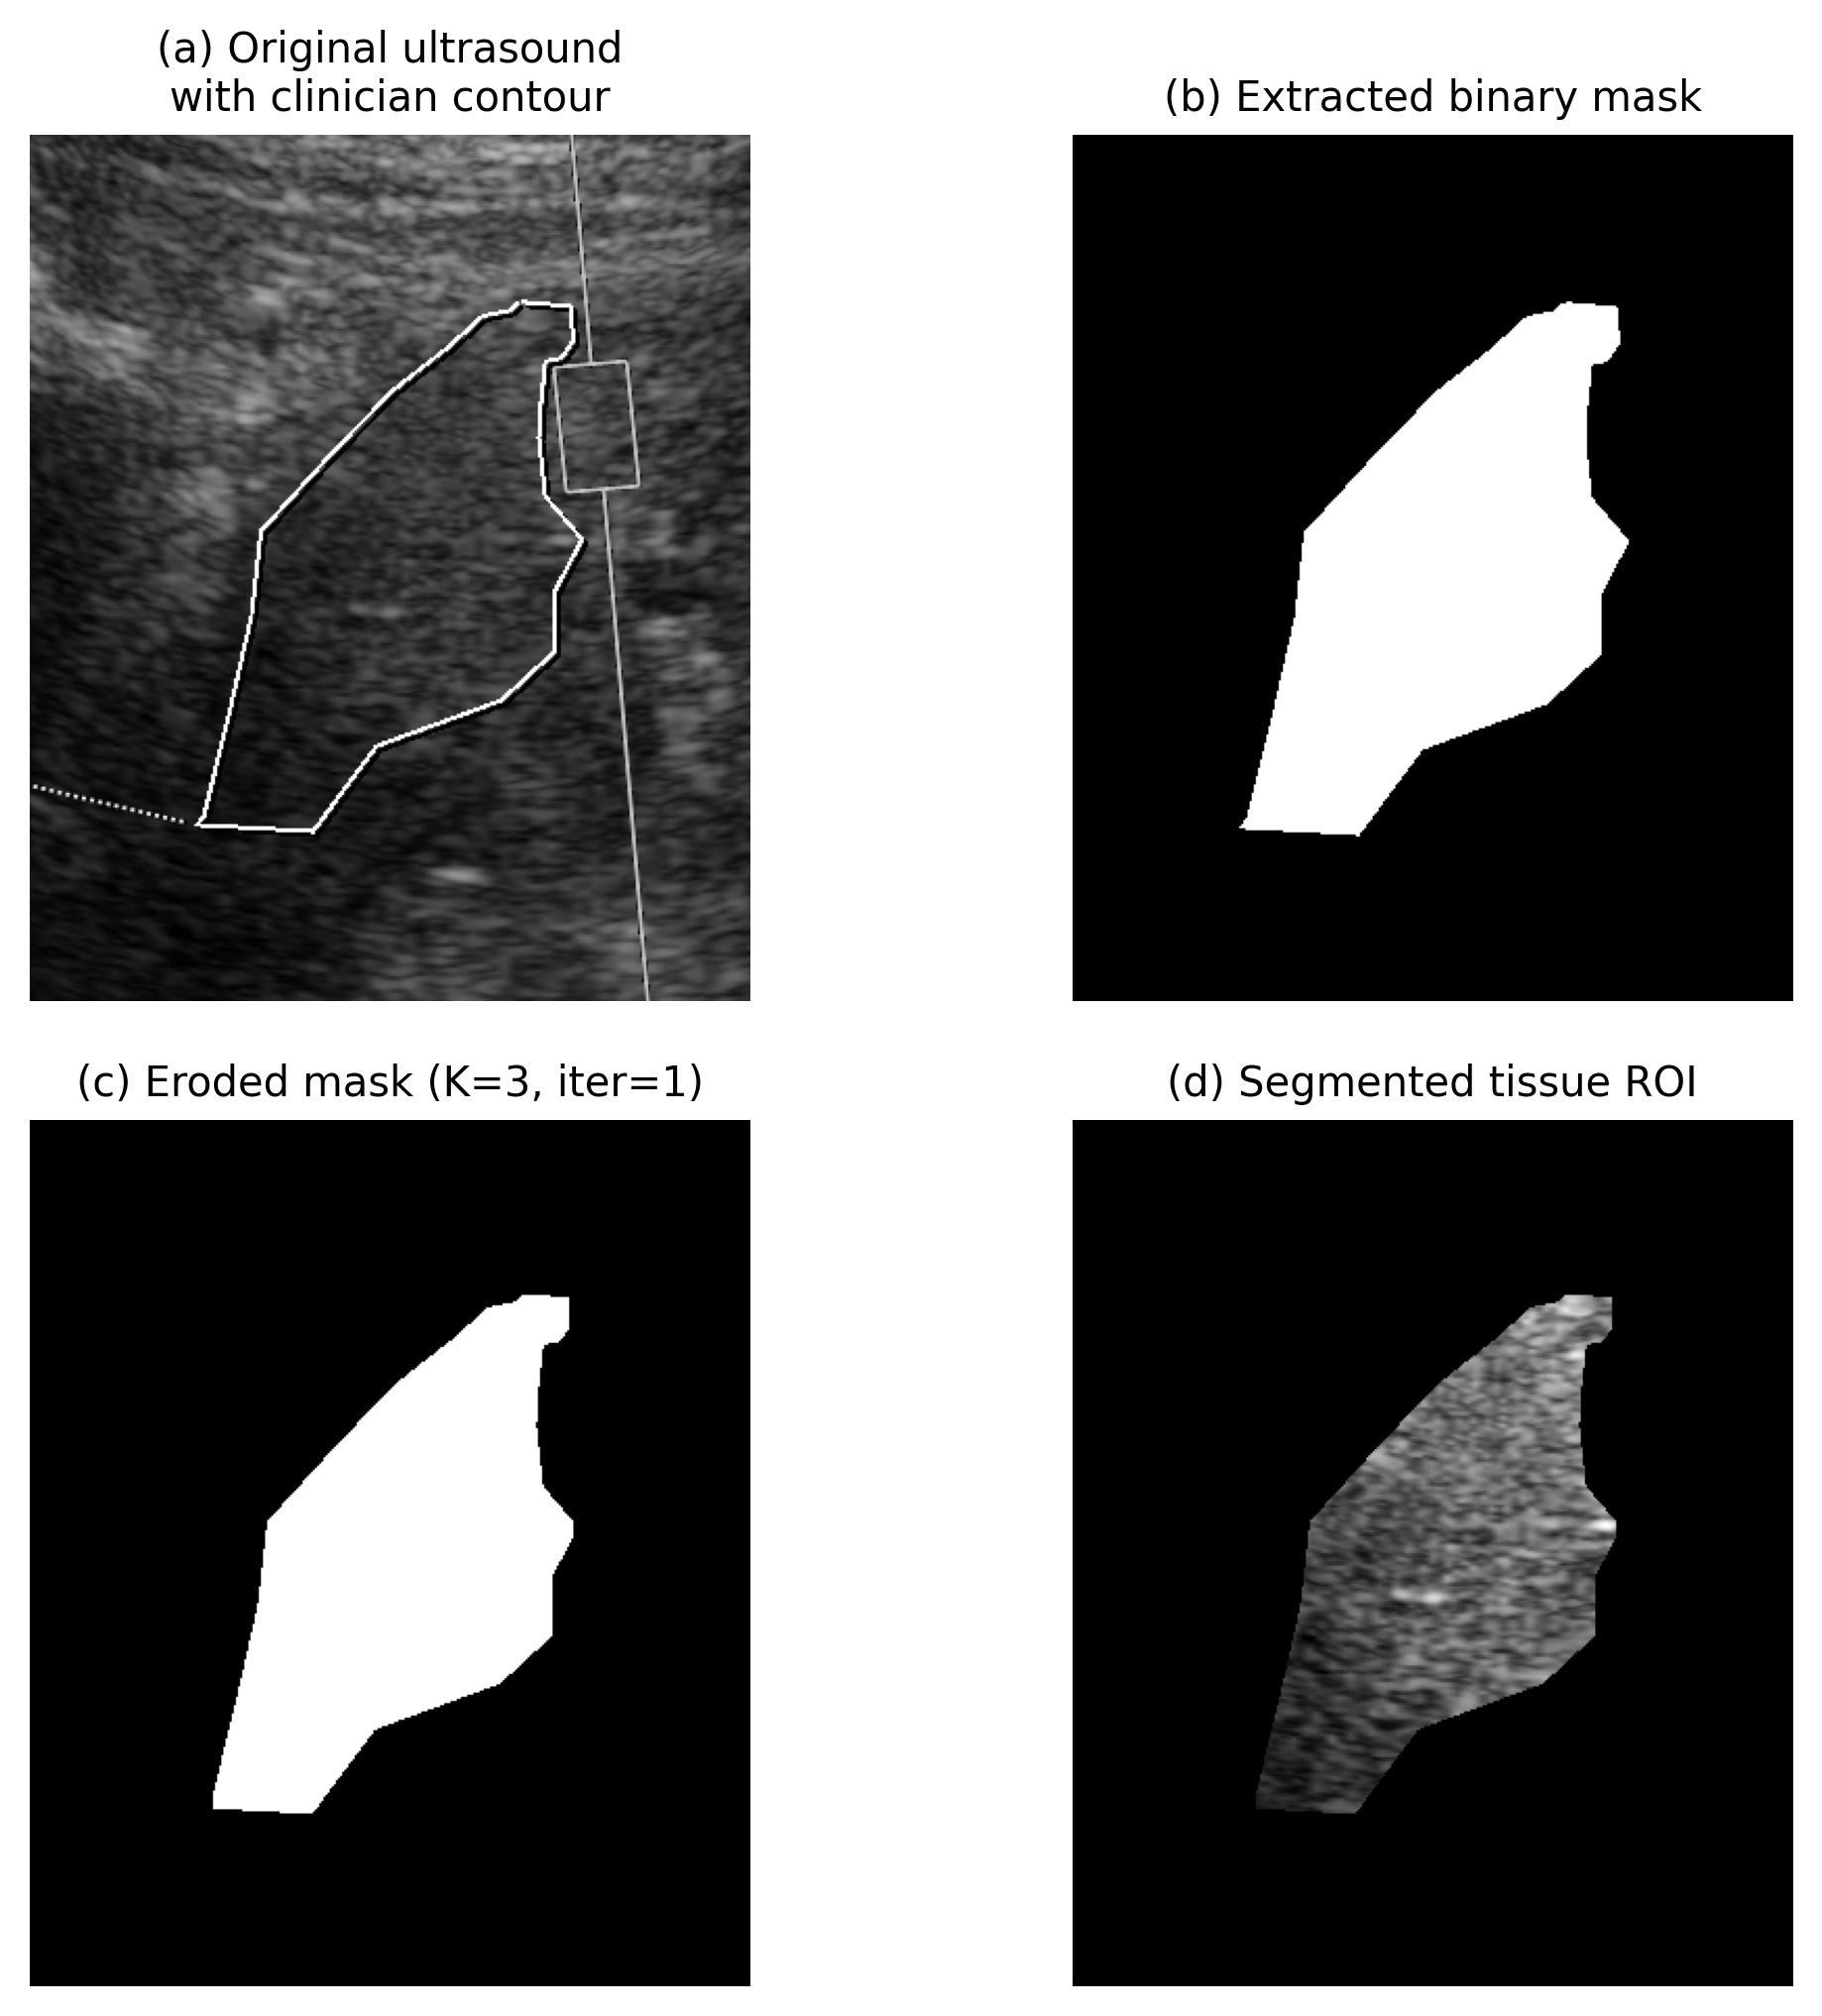 (a) Original ultrasound
with clinician contour
(b) Extracted binary mask
(c) Eroded mask (K=3, iter=1)
(d) Segmented tissue ROI